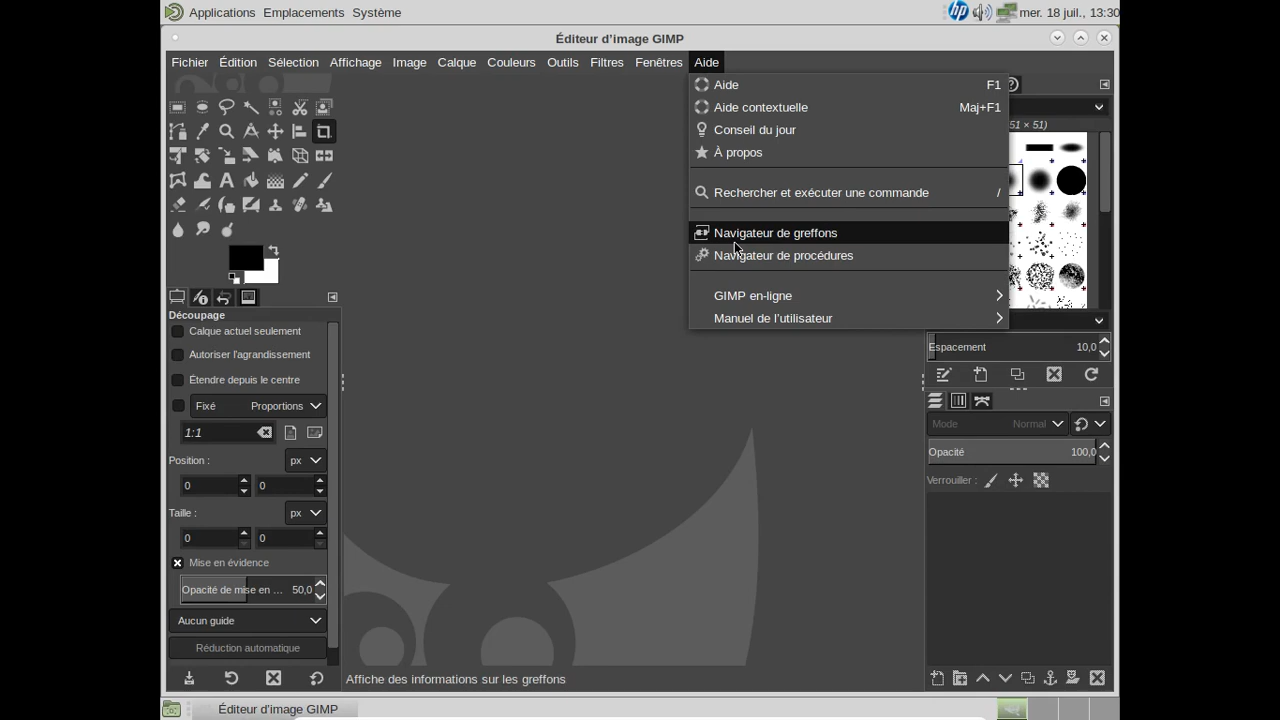 Applications Emplacements Système
mer. 18 juil., 13:30
Éditeur d'image GIMP
Fichier Édition Sélection Affichage Image Calque Couleurs Outils Filtres Fenêtres Aide
Aide F1
Aide contextuelle Maj+F1
Conseil du jour
À propos
Rechercher et exécuter une commande /
Navigateur de greffons
Navigateur de procédures
GIMP en-ligne
Manuel de l'utilisateur
51 × 51)
Découpage
Calque actuel seulement
Autoriser l'agrandissement
Étendre depuis le centre
Fixé Proportions
1:1
Position : px
0 0
Taille : px
0 0
Mise en évidence
Opacité de mise en … 50,0
Aucun guide
Réduction automatique
Espacement 10,0
Mode Normal
Opacité 100,0
Verrouiller :
Affiche des informations sur les greffons
Éditeur d'image GIMP